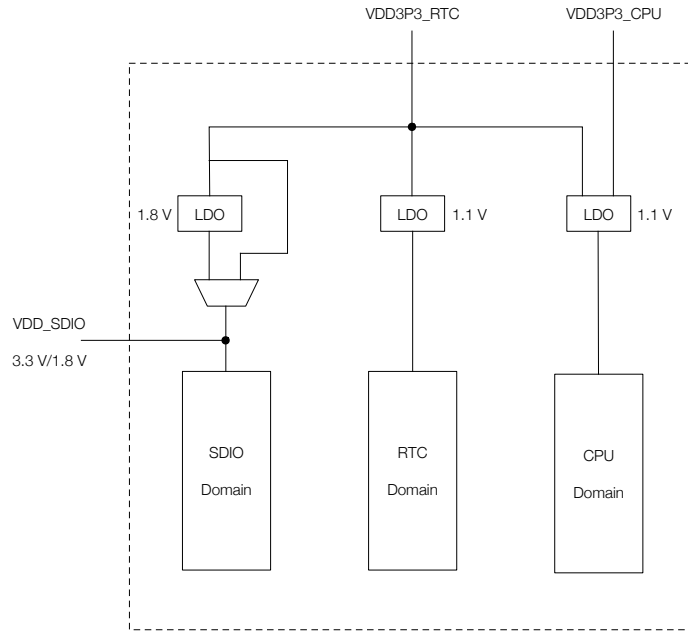 VDD3P3_RTC
VDD3P3_CPU
1.8 V
LDO
LDO
1.1 V
LDO
1.1 V
VDD_SDIO
3.3 V/1.8 V
SDIO
Domain
RTC
Domain
CPU
Domain